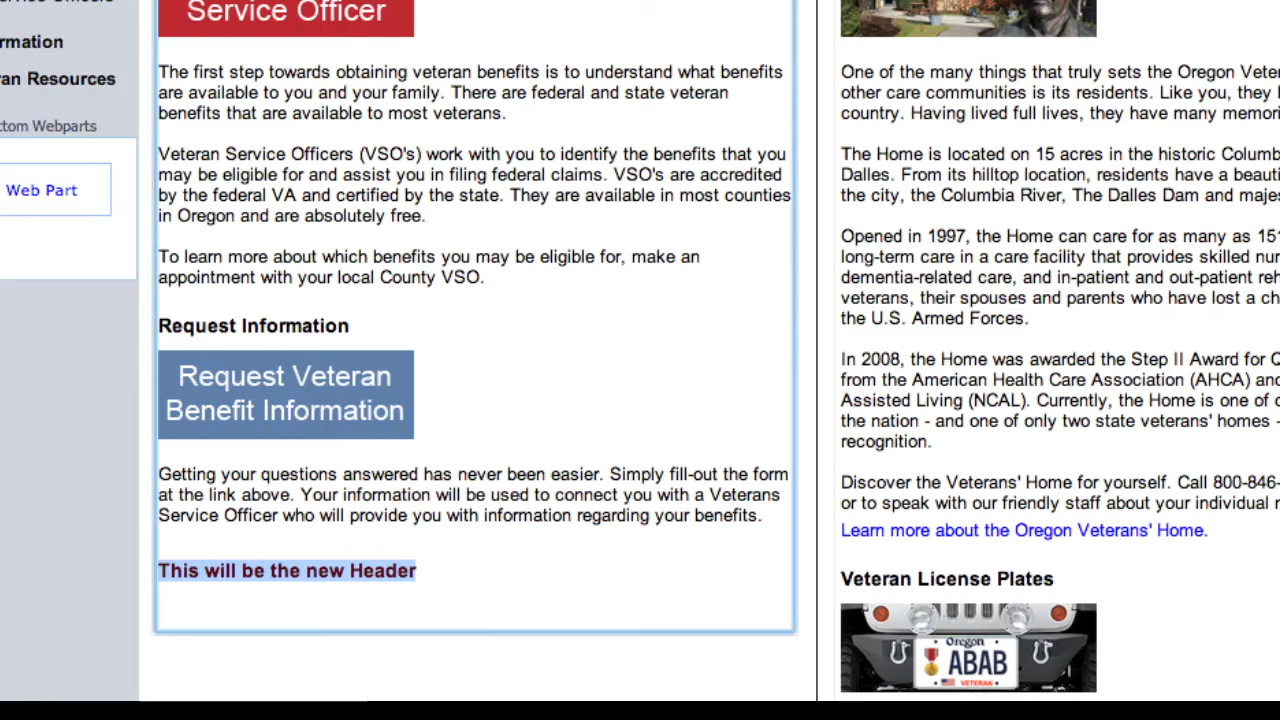 rmation
ran Resources
ttom Webparts
Web Part
Service Officer
The first step towards obtaining veteran benefits is to understand what benefits
are available to you and your family. There are federal and state veteran
benefits that are available to most veterans.
Veteran Service Officers (VSO's) work with you to identify the benefits that you
may be eligible for and assist you in filing federal claims. VSO's are accredited
by the federal VA and certified by the state. They are available in most counties
in Oregon and are absolutely free.
To learn more about which benefits you may be eligible for, make an
appointment with your local County VSO.
Request Information
Request Veteran
Benefit Information
Getting your questions answered has never been easier. Simply fill-out the form
at the link above. Your information will be used to connect you with a Veterans
Service Officer who will provide you with information regarding your benefits.
This will be the new Header
One of the many things that truly sets the Oregon Veter
other care communities is its residents. Like you, they
country. Having lived full lives, they have many memori
The Home is located on 15 acres in the historic Columb
Dalles. From its hilltop location, residents have a beauti
the city, the Columbia River, The Dalles Dam and majes
Opened in 1997, the Home can care for as many as 151
long-term care in a care facility that provides skilled nur
dementia-related care, and in-patient and out-patient reh
veterans, their spouses and parents who have lost a ch
the U.S. Armed Forces.
In 2008, the Home was awarded the Step II Award for Q
from the American Health Care Association (AHCA) and
Assisted Living (NCAL). Currently, the Home is one of o
the nation - and one of only two state veterans' homes -
recognition.
Discover the Veterans' Home for yourself. Call 800-846-
or to speak with our friendly staff about your individual
Learn more about the Oregon Veterans' Home.
Veteran License Plates
Oregon
ABAB
VETERAN